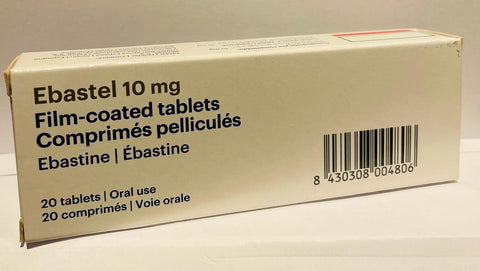 Ebastel 10 mg
Film-coated tablets
Comprimés pelliculés
Ebastine | Ébastine
20 tablets | Oral use
20 comprimés | Voie orale
8 430308 004806